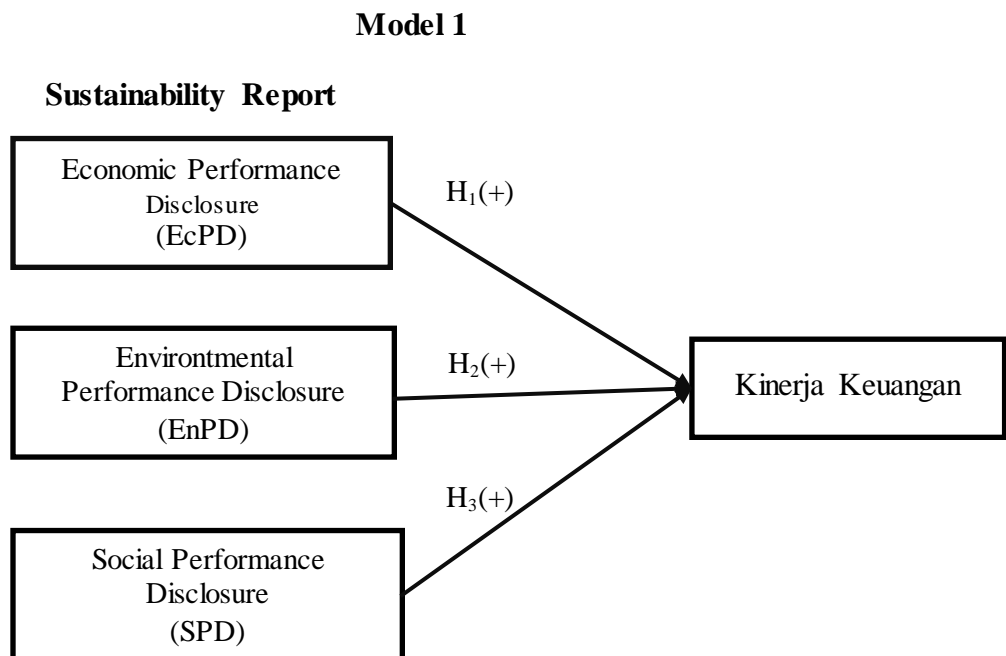 Model 1
Sustainability Report
Economic Performance
Disclosure
(EcPD)
H₁(+)
Environtmental
Performance Disclosure
(EnPD)
H₂(+)
Kinerja Keuangan
H₃(+)
Social Performance
Disclosure
(SPD)